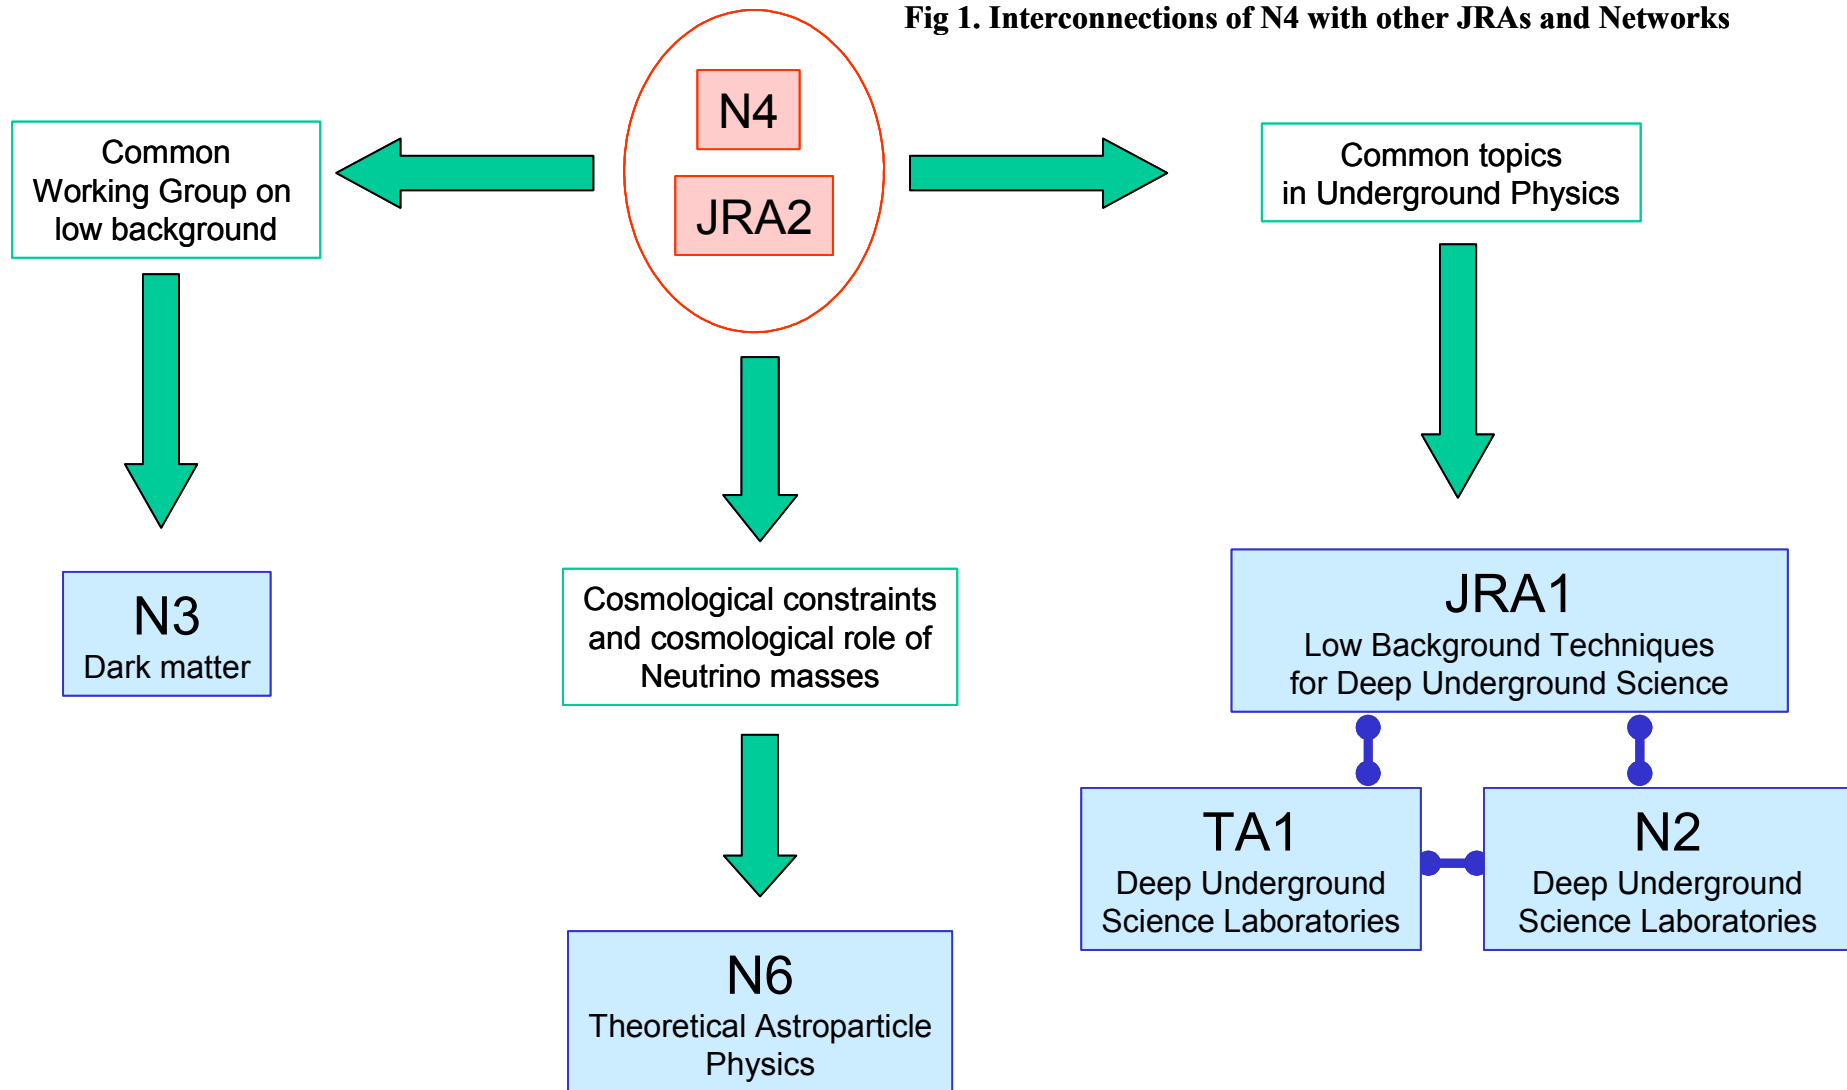 Fig 1. Interconnections of N4 with other JRAs and Networks
N4
JRA2
Common
Working Group on
low background
Common topics
in Underground Physics
N3
Dark matter
Cosmological constraints
and cosmological role of
Neutrino masses
JRA1
Low Background Techniques
for Deep Underground Science
TA1
Deep Underground
Science Laboratories
N2
Deep Underground
Science Laboratories
N6
Theoretical Astroparticle
Physics